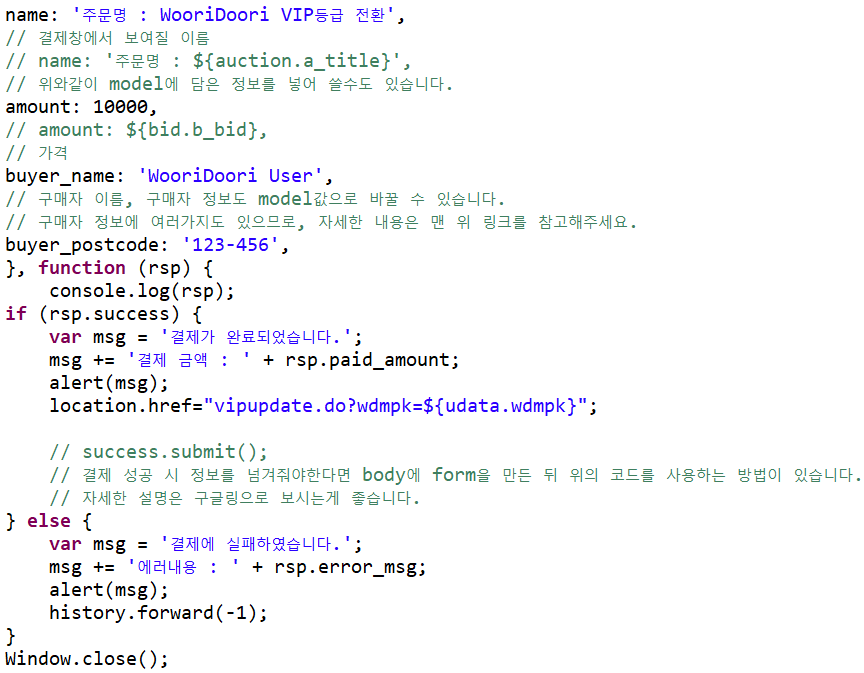 name: '주문명 : WooriDoori VIP등급 전환',
// 결제창에서 보여질 이름
// name: '주문명 : ${auction.a_title}',
// 위와같이 model에 담은 정보를 넣어 쓸수도 있습니다.
amount: 10000,
// amount: ${bid.b_bid},
// 가격
buyer_name: 'WooriDoori User',
// 구매자 이름, 구매자 정보도 model값으로 바꿀 수 있습니다.
// 구매자 정보에 여러가지도 있으므로, 자세한 내용은 맨 위 링크를 참고해주세요.
buyer_postcode: '123-456',
}, function (rsp) {
    console.log(rsp);
if (rsp.success) {
    var msg = '결제가 완료되었습니다.';
    msg += '결제 금액 : ' + rsp.paid_amount;
    alert(msg);
    location.href="vipupdate.do?wdmpk=${udata.wdmpk}";
    // success.submit();
    // 결제 성공 시 정보를 넘겨줘야한다면 body에 form을 만든 뒤 위의 코드를 사용하는 방법이 있습니다.
    // 자세한 설명은 구글링으로 보시는게 좋습니다.
} else {
    var msg = '결제에 실패하였습니다.';
    msg += '에러내용 : ' + rsp.error_msg;
    alert(msg);
    history.forward(-1);
}
Window.close();